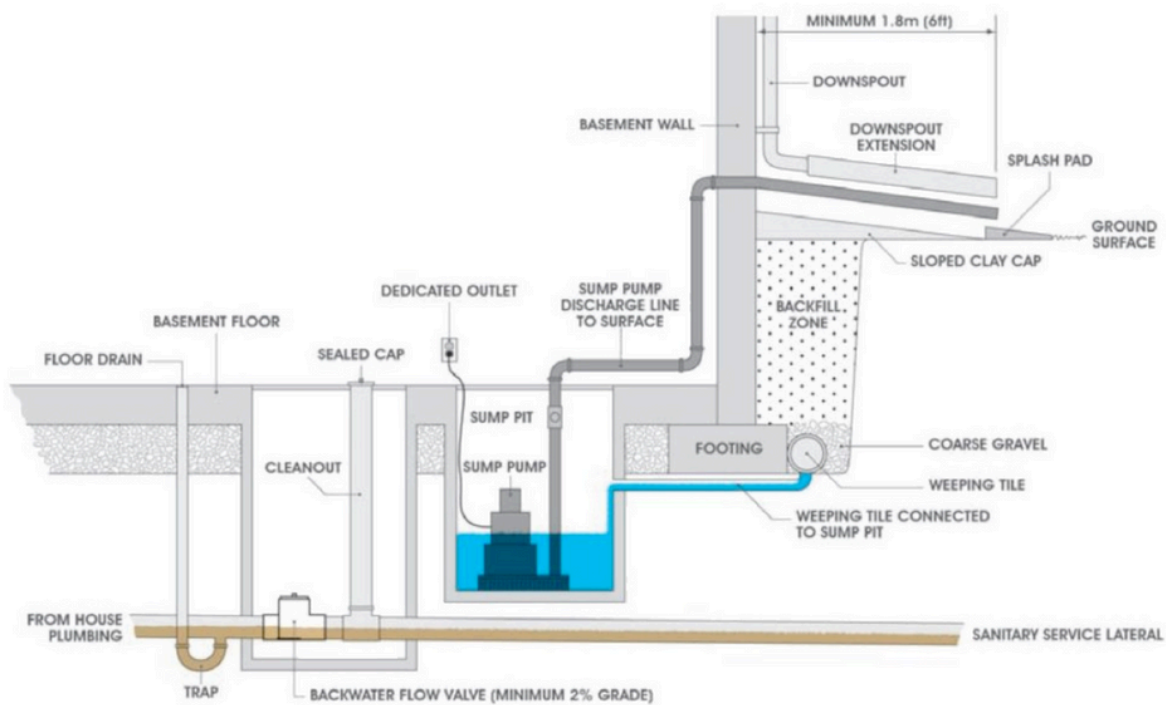 MINIMUM 1.8m (6ft)
DOWNSPOUT
BASEMENT WALL
DOWNSPOUT
EXTENSION
SPLASH PAD
GROUND
SURFACE
SLOPED CLAY CAP
DEDICATED OUTLET
SUMP PUMP
DISCHARGE LINE
TO SURFACE
BACKFILL
ZONE
BASEMENT FLOOR
FLOOR DRAIN
SEALED CAP
SUMP PIT
COARSE GRAVEL
FOOTING
CLEANOUT
SUMP PUMP
WEEPING TILE
WEEPING TILE CONNECTED
TO SUMP PIT
FROM HOUSE
PLUMBING
SANITARY SERVICE LATERAL
TRAP
BACKWATER FLOW VALVE (MINIMUM 2% GRADE)